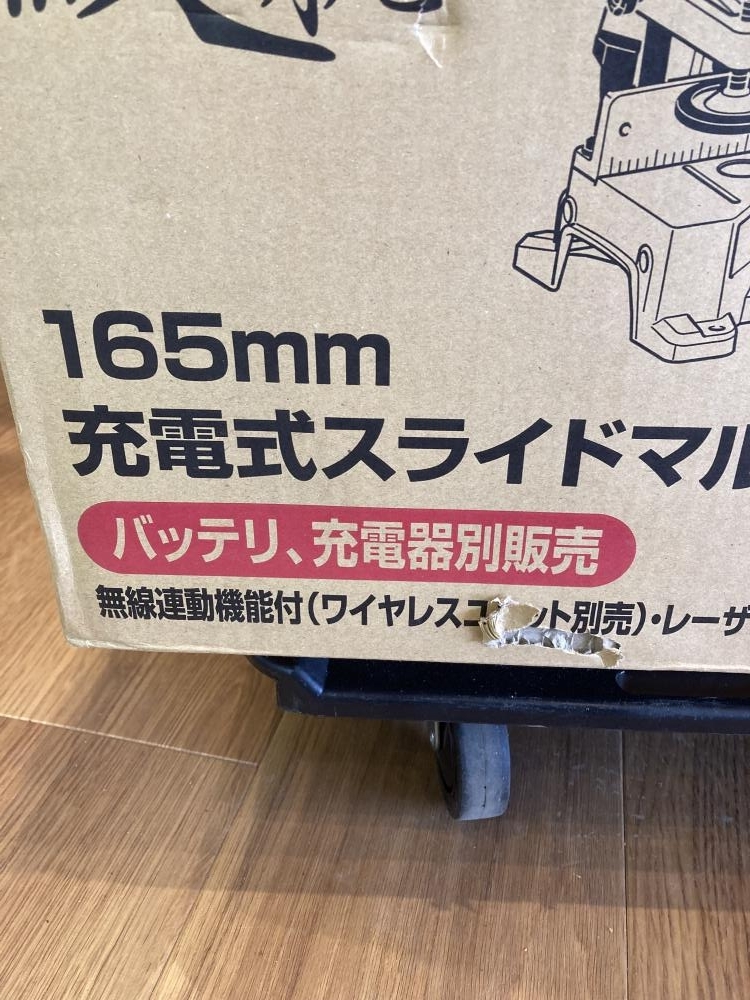 165mm
充電式スライドマル
バッテリ、充電器別販売
無線連動機能付(ワイヤレスユ ット別売)・レーザ